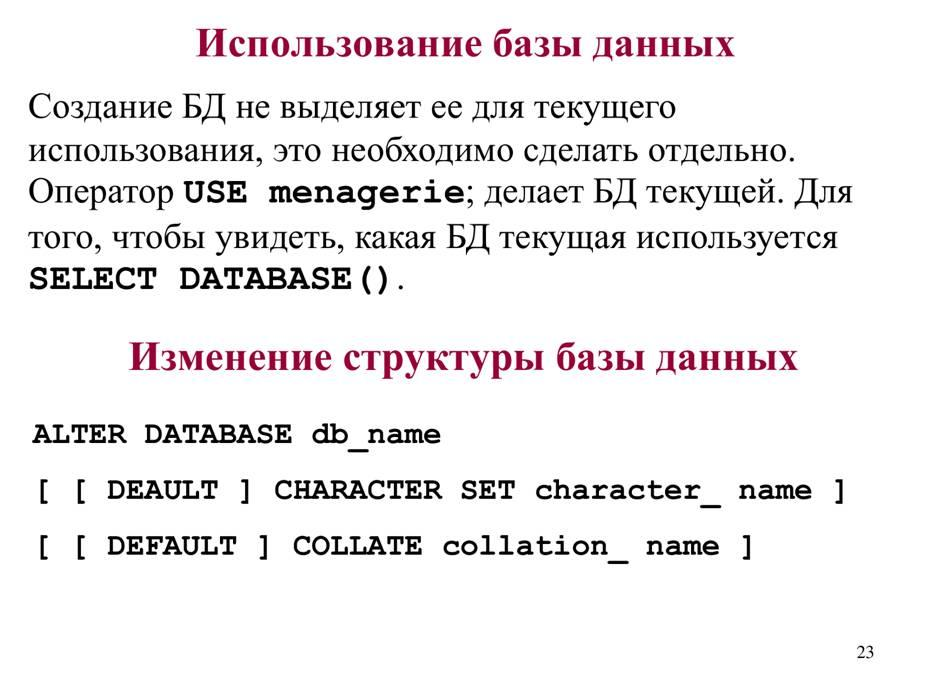 Использование базы данных
Создание БД не выделяет ее для текущего
использования, это необходимо сделать отдельно.
Оператор USE menagerie; делает БД текущей. Для
того, чтобы увидеть, какая БД текущая используется
SELECT DATABASE().
Изменение структуры базы данных
ALTER DATABASE db_name
[ [ DEAULT ] CHARACTER SET character_ name ]
[ [ DEFAULT ] COLLATE collation_ name ]
23